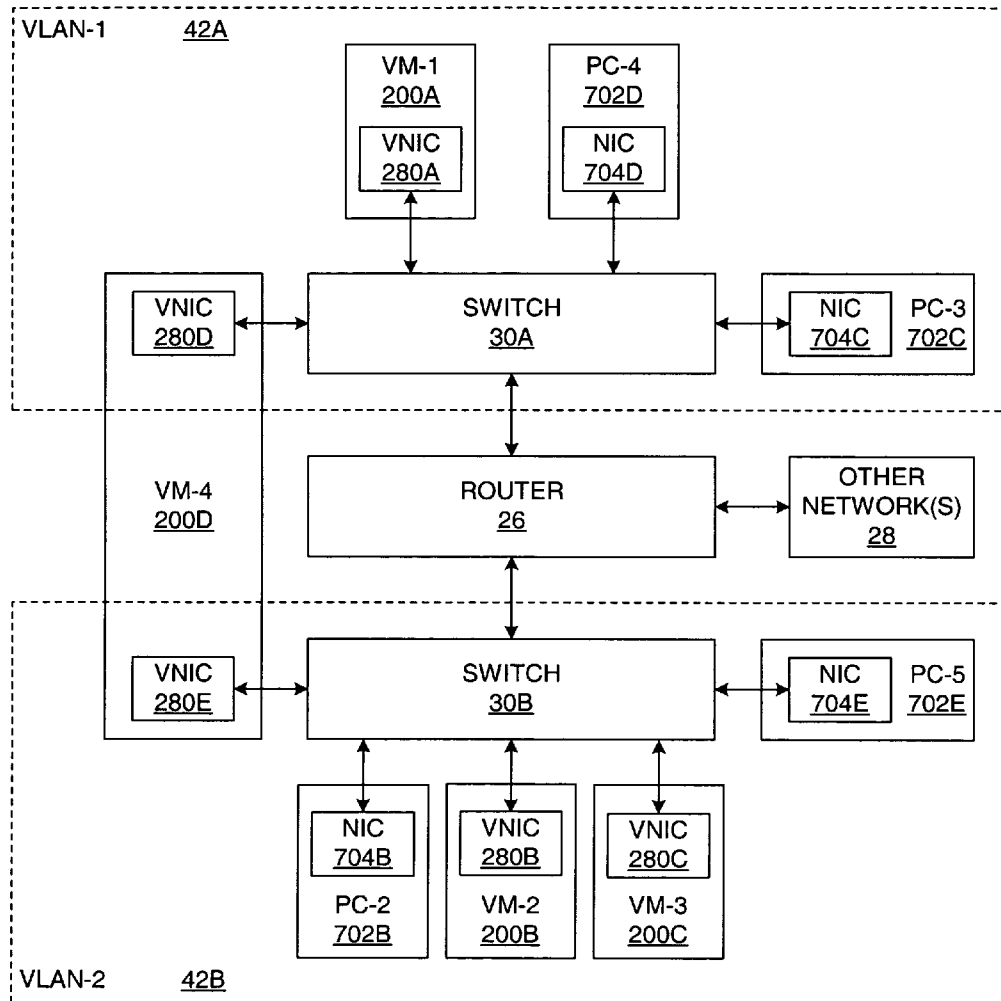 VLAN-1 42A
VM-1
200A
VNIC
280A
PC-4
702D
NIC
704D
VNIC
280D
SWITCH
30A
NIC
704C
PC-3
702C
VM-4
200D
ROUTER
26
OTHER
NETWORK(S)
28
VNIC
280E
SWITCH
30B
NIC
704E
PC-5
702E
NIC
704B
PC-2
702B
VNIC
280B
VM-2
200B
VNIC
280C
VM-3
200C
VLAN-2 42B